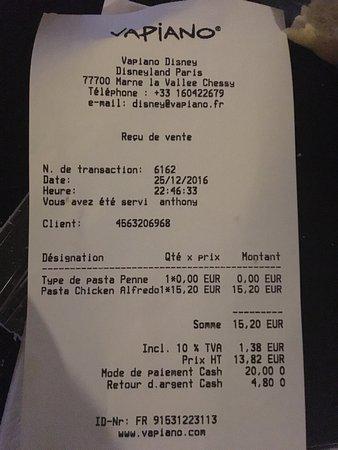 VAPIANO®
Vapiano Disney
Disneyland Paris
77700 Marne la Vallee Chessy
Téléphone : +33 160422679
e-mail: disney@vapiano.fr
Reçu de vente
N. de transaction: 6162
Date: 25/12/2016
Heure: 22:46:33
Vous avez été servi anthony
Client: 4563206968
Désignation Qté x prix Montant
Type de pasta Penne 1*0,00 EUR 0,00 EUR
Pasta Chicken Alfredo1*15,20 EUR 15,20 EUR
Somme 15,20 EUR
Incl. 10 % TVA 1,38 EUR
Prix HT 13,82 EUR
Mode de paiement Cash 20,00 0
Retour d.argent Cash 4,80 0
ID-Nr: FR 91531223113
www.vapiano.com